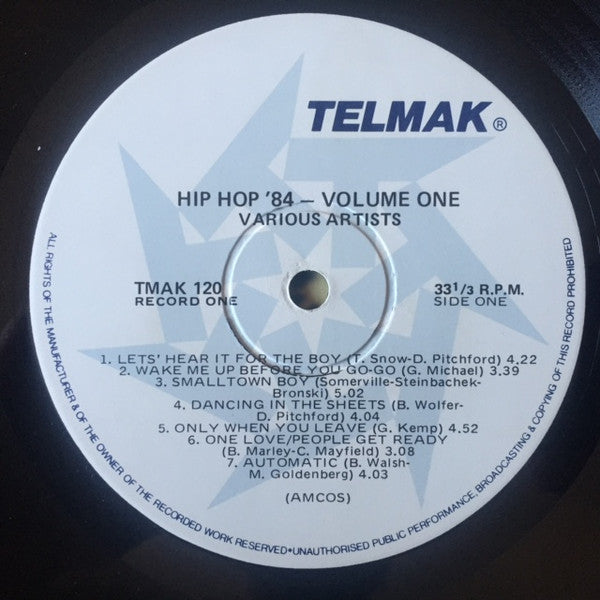 TELMAK®
HIP HOP '84 – VOLUME ONE
VARIOUS ARTISTS
TMAK 120
RECORD ONE
33 1/3 R.P.M.
SIDE ONE
1. LETS' HEAR IT FOR THE BOY (T. Snow-D. Pitchford) 4.22
2. WAKE ME UP BEFORE YOU GO-GO (G. Michael) 3.39
3. SMALLTOWN BOY (Somerville-Steinbachek-
Bronski) 5.02
4. DANCING IN THE SHEETS (B. Wolfer-
D. Pitchford) 4.04
5. ONLY WHEN YOU LEAVE (G. Kemp) 4.52
6. ONE LOVE/PEOPLE GET READY
(B. Marley-C. Mayfield) 3.08
7. AUTOMATIC (B. Walsh-
M. Goldenberg) 4.03
(AMCOS)
ALL RIGHTS OF THE MANUFACTURER & OF THE OWNER OF THE RECORDED WORK RESERVED•UNAUTHORISED PUBLIC PERFORMANCE, BROADCASTING & COPYING OF THIS RECORD PROHIBITED